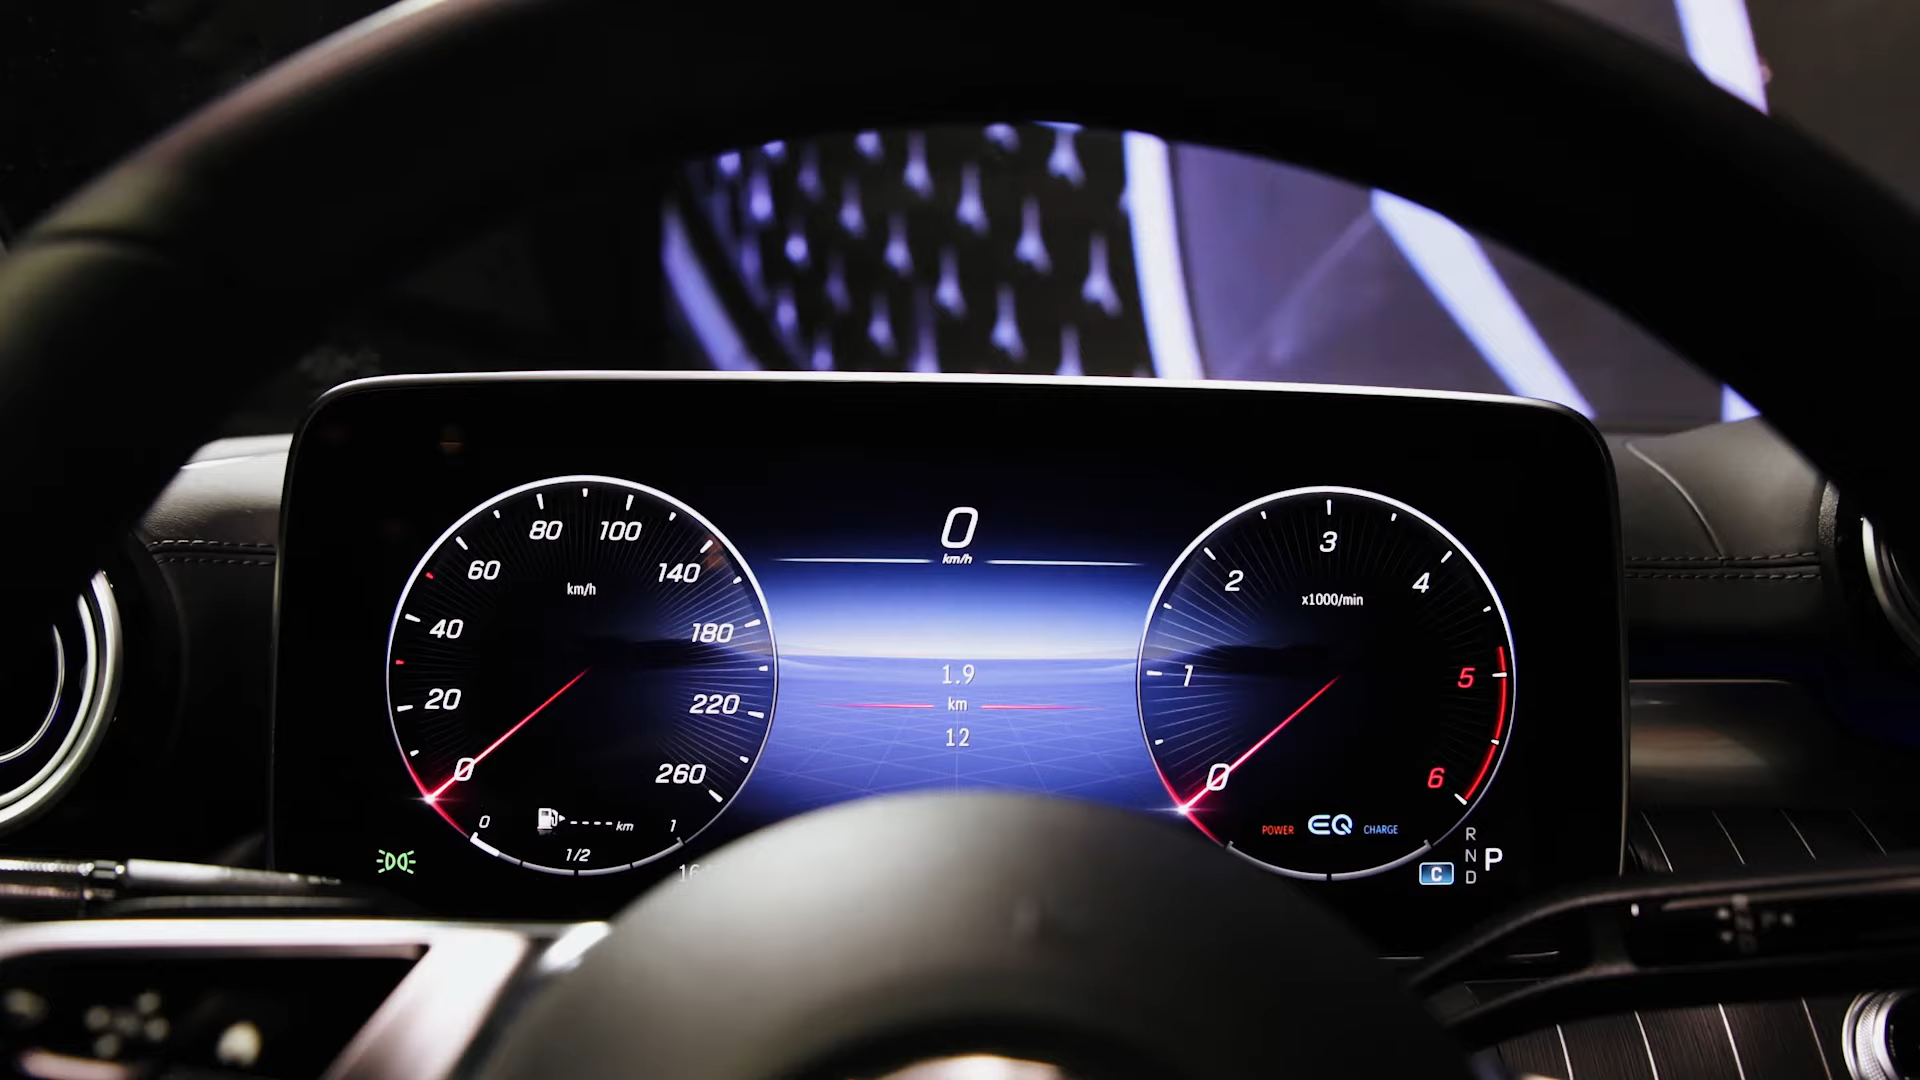 0
km/h
80 100
60 140
km/h
40 180
20 220
0 260
0 ---- km 1
1/2
1.9
km
12
3
2 4
x1000/min
1 5
0 6
POWER EQ CHARGE
R
N P
C D